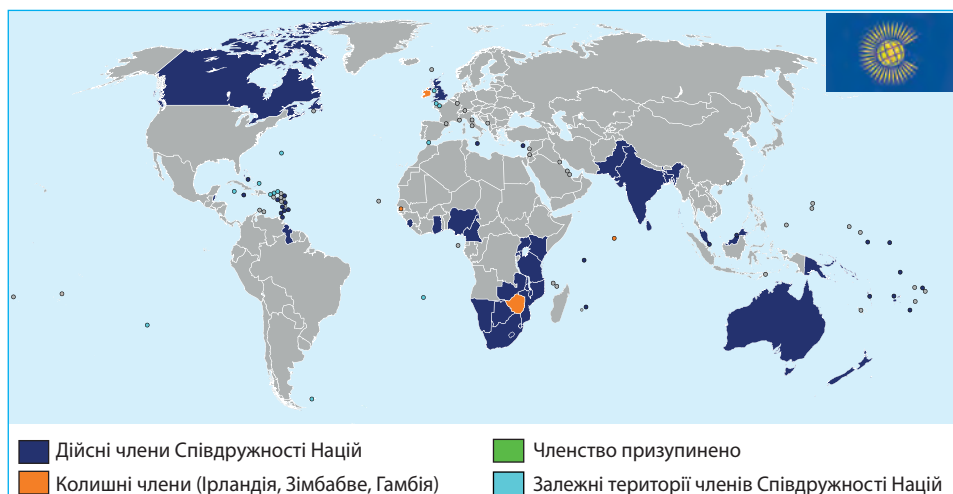 Дійсні члени Співдружності Націй
Колишні члени (Ірландія, Зімбабве, Гамбія)
Членство призупинено
Залежні території членів Співдружності Націй